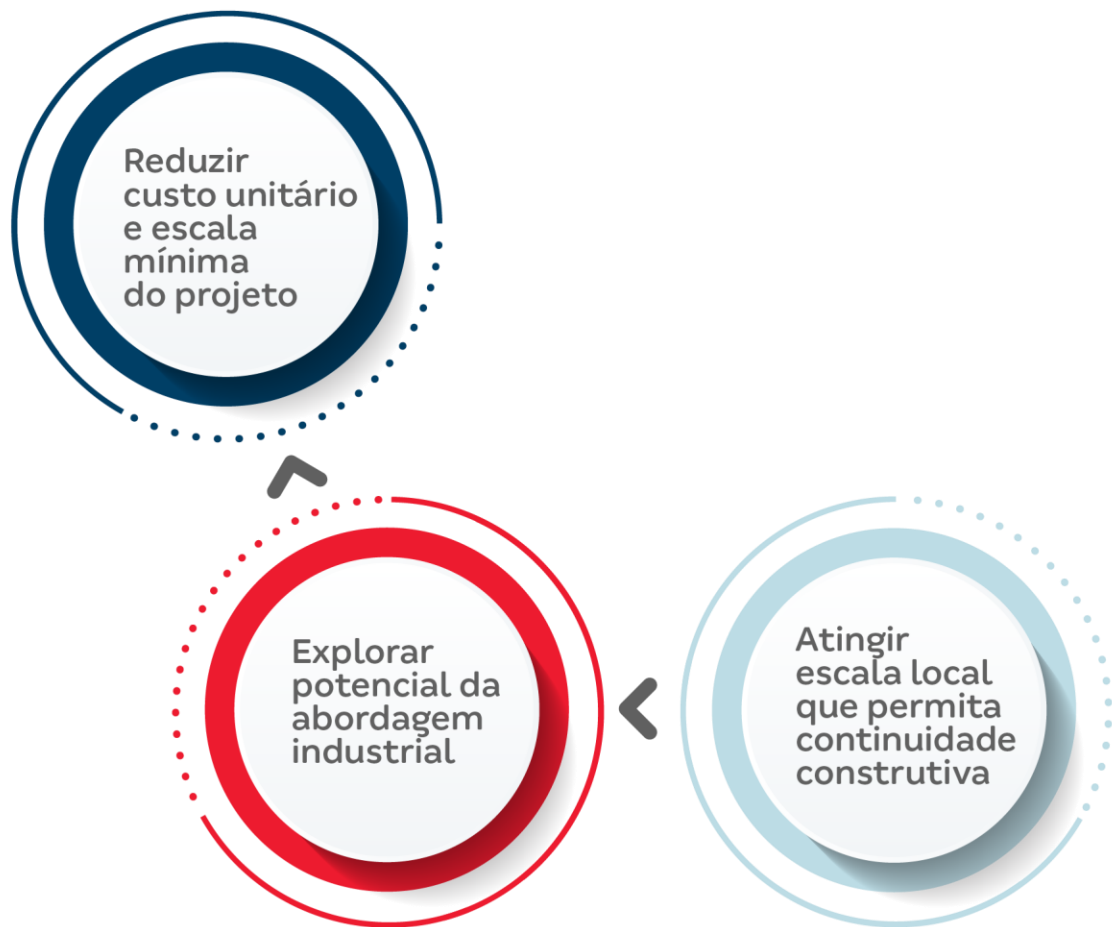 Reduzir
custo unitário
e escala
mínima
do projeto
Explorar
potencial da
abordagem
industrial
Atingir
escala local
que permita
continuidade
construtiva